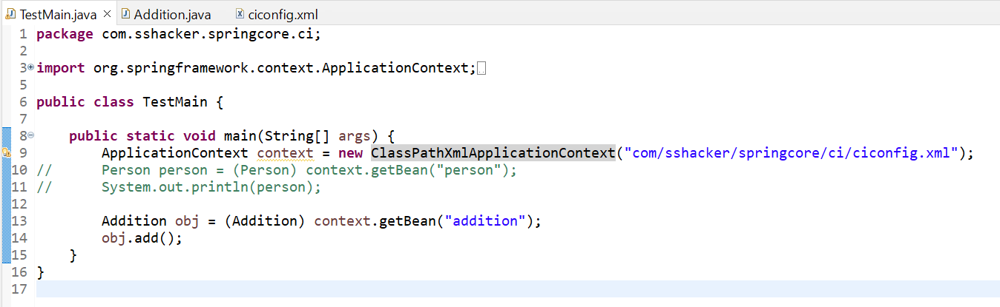 TestMain.java Addition.java ciconfig.xml
1 package com.sshacker.springcore.ci;
2
3 import org.springframework.context.ApplicationContext;
5
6 public class TestMain {
7
8 public static void main(String[] args) {
9 ApplicationContext context = new ClassPathXmlApplicationContext("com/sshacker/springcore/ci/ciconfig.xml");
10 // Person person = (Person) context.getBean("person");
11 // System.out.println(person);
12
13 Addition obj = (Addition) context.getBean("addition");
14 obj.add();
15 }
16 }
17